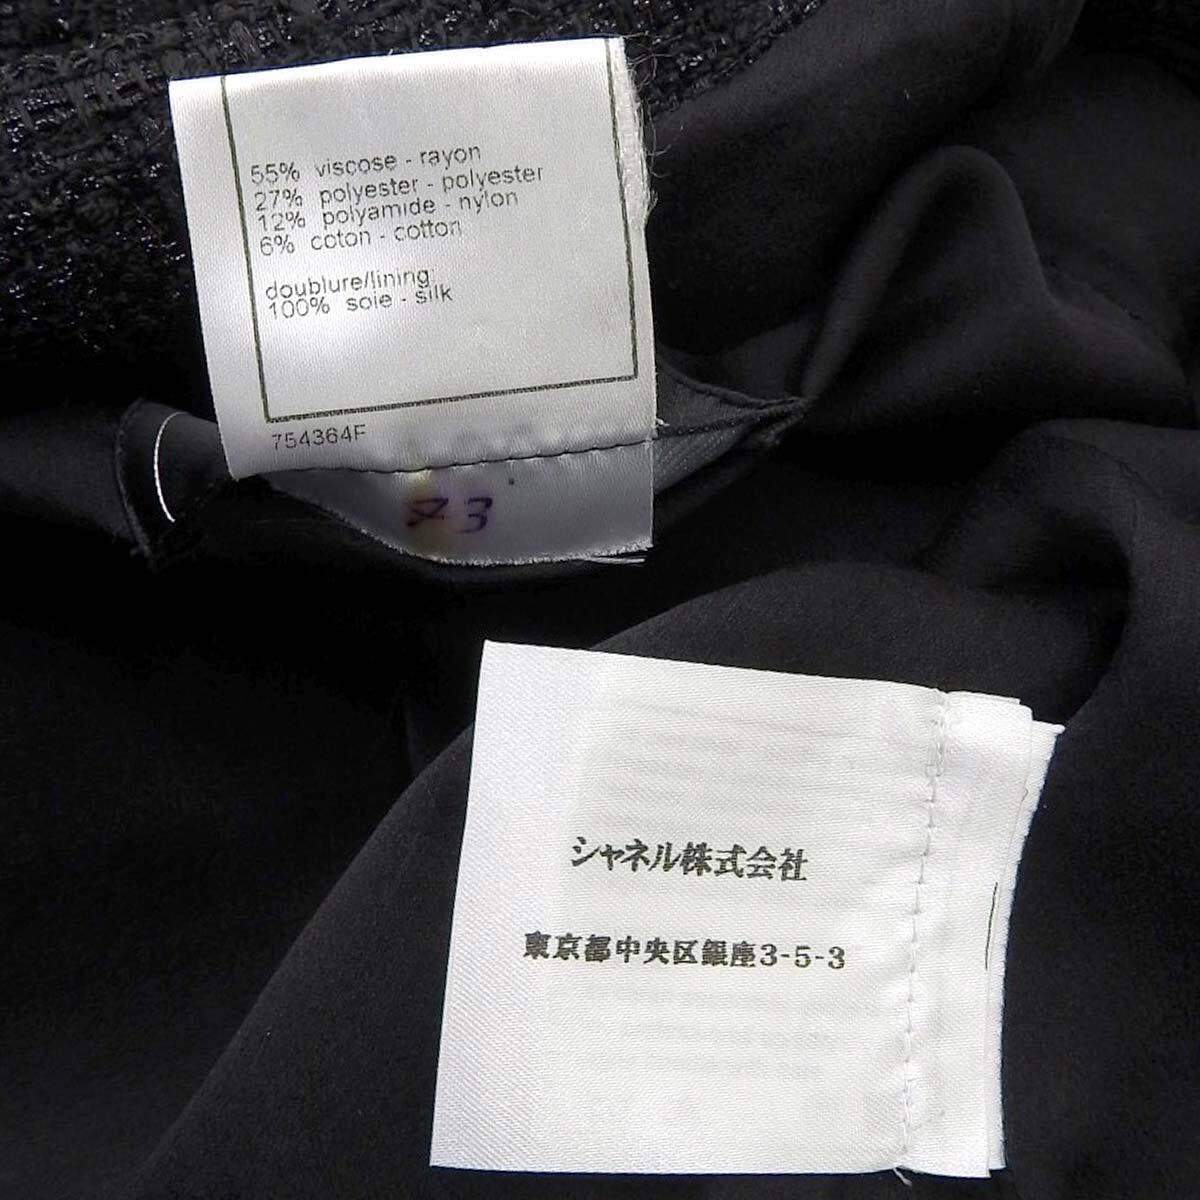 55% viscose - rayon
27% polyester - polyester
12% polyamide - nylon
6% coton - cotton
doublure/lining
100% soie - silk
754364F
シャネル株式会社
東京都中央区銀座3-5-3